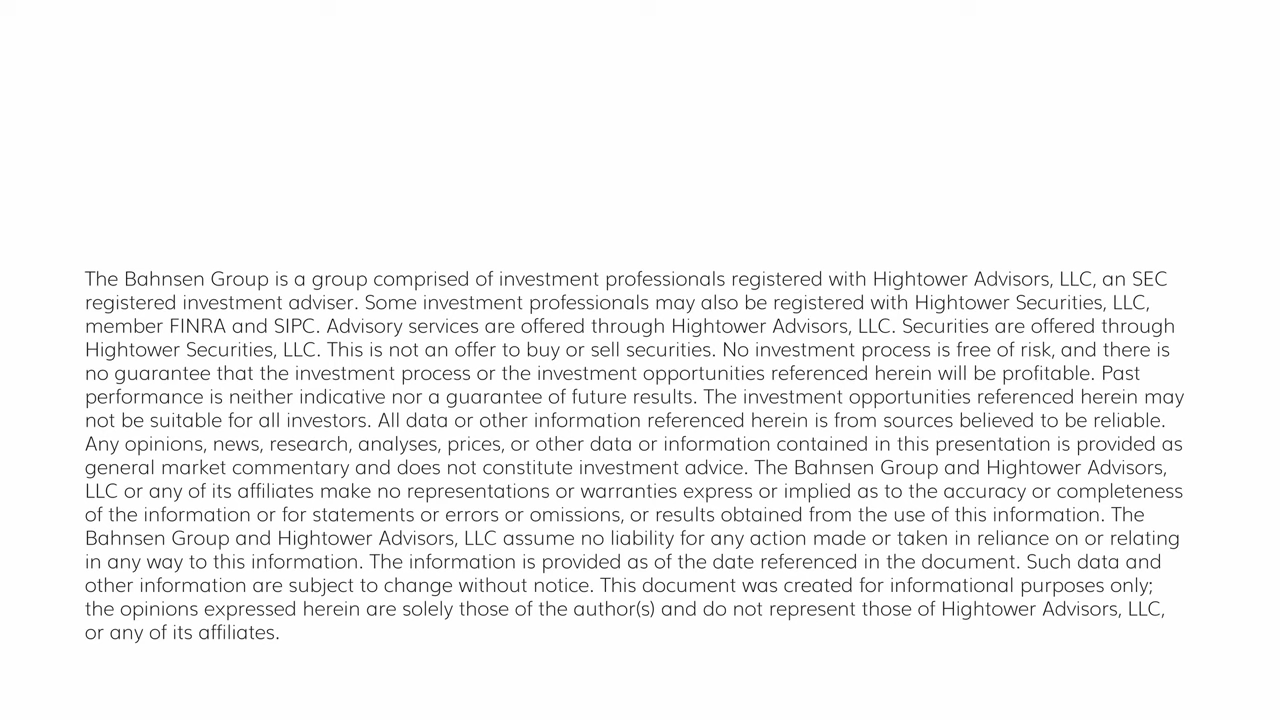 The Bahnsen Group is a group comprised of investment professionals registered with Hightower Advisors, LLC, an SEC
registered investment adviser. Some investment professionals may also be registered with Hightower Securities, LLC,
member FINRA and SIPC. Advisory services are offered through Hightower Advisors, LLC. Securities are offered through
Hightower Securities, LLC. This is not an offer to buy or sell securities. No investment process is free of risk, and there is
no guarantee that the investment process or the investment opportunities referenced herein will be profitable. Past
performance is neither indicative nor a guarantee of future results. The investment opportunities referenced herein may
not be suitable for all investors. All data or other information referenced herein is from sources believed to be reliable.
Any opinions, news, research, analyses, prices, or other data or information contained in this presentation is provided as
general market commentary and does not constitute investment advice. The Bahnsen Group and Hightower Advisors,
LLC or any of its affiliates make no representations or warranties express or implied as to the accuracy or completeness
of the information or for statements or errors or omissions, or results obtained from the use of this information. The
Bahnsen Group and Hightower Advisors, LLC assume no liability for any action made or taken in reliance on or relating
in any way to this information. The information is provided as of the date referenced in the document. Such data and
other information are subject to change without notice. This document was created for informational purposes only;
the opinions expressed herein are solely those of the author(s) and do not represent those of Hightower Advisors, LLC,
or any of its affiliates.